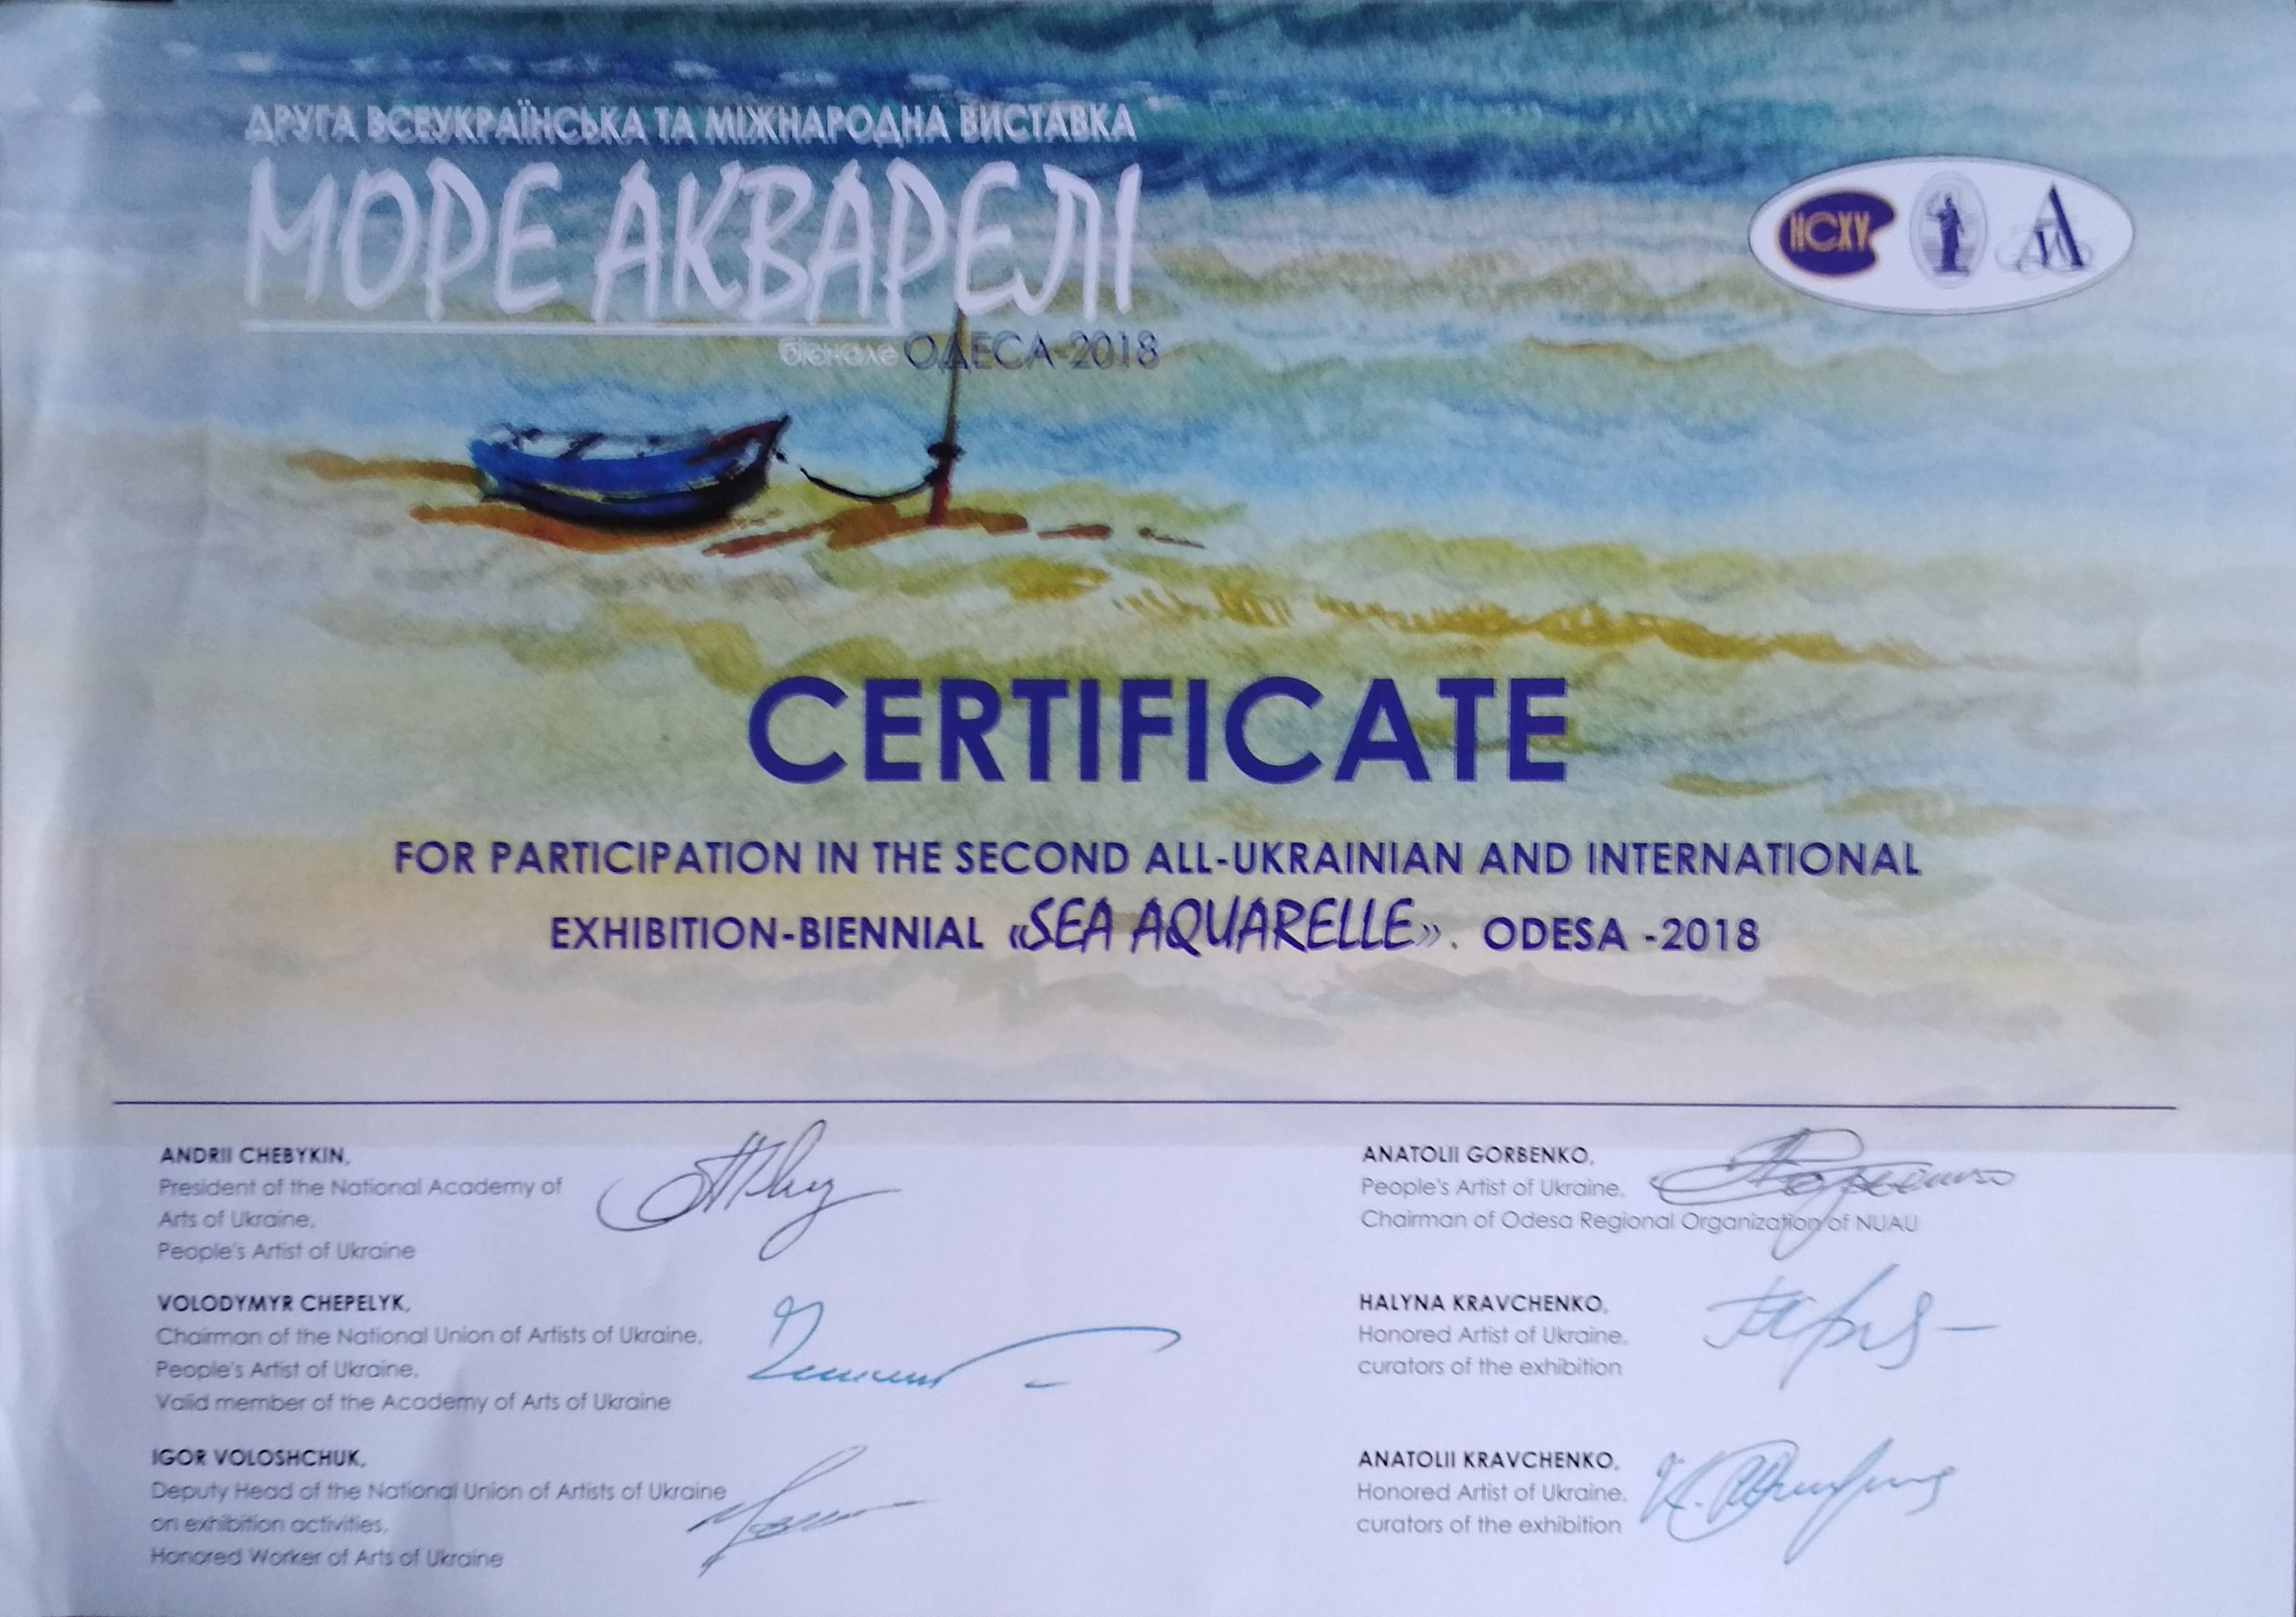 ДРУГА ВСЕУКРАЇНСЬКА ТА МІЖНАРОДНА ВИСТАВКА
МОРЕ АКВАРЕЛІ
бієнале ОДЕСА-2018
НСХУ
CERTIFICATE
FOR PARTICIPATION IN THE SECOND ALL-UKRAINIAN AND INTERNATIONAL
EXHIBITION-BIENNIAL «SEA AQUARELLE». ODESA -2018
ANDRII CHEBYKIN,
President of the National Academy of
Arts of Ukraine,
People's Artist of Ukraine
VOLODYMYR CHEPELYK,
Chairman of the National Union of Artists of Ukraine,
People's Artist of Ukraine,
Valid member of the Academy of Arts of Ukraine
IGOR VOLOSHCHUK,
Deputy Head of the National Union of Artists of Ukraine
on exhibition activities,
Honored Worker of Arts of Ukraine
ANATOLII GORBENKO,
People's Artist of Ukraine,
Chairman of Odesa Regional Organization of NUAU
HALYNA KRAVCHENKO,
Honored Artist of Ukraine,
curators of the exhibition
ANATOLII KRAVCHENKO,
Honored Artist of Ukraine,
curators of the exhibition